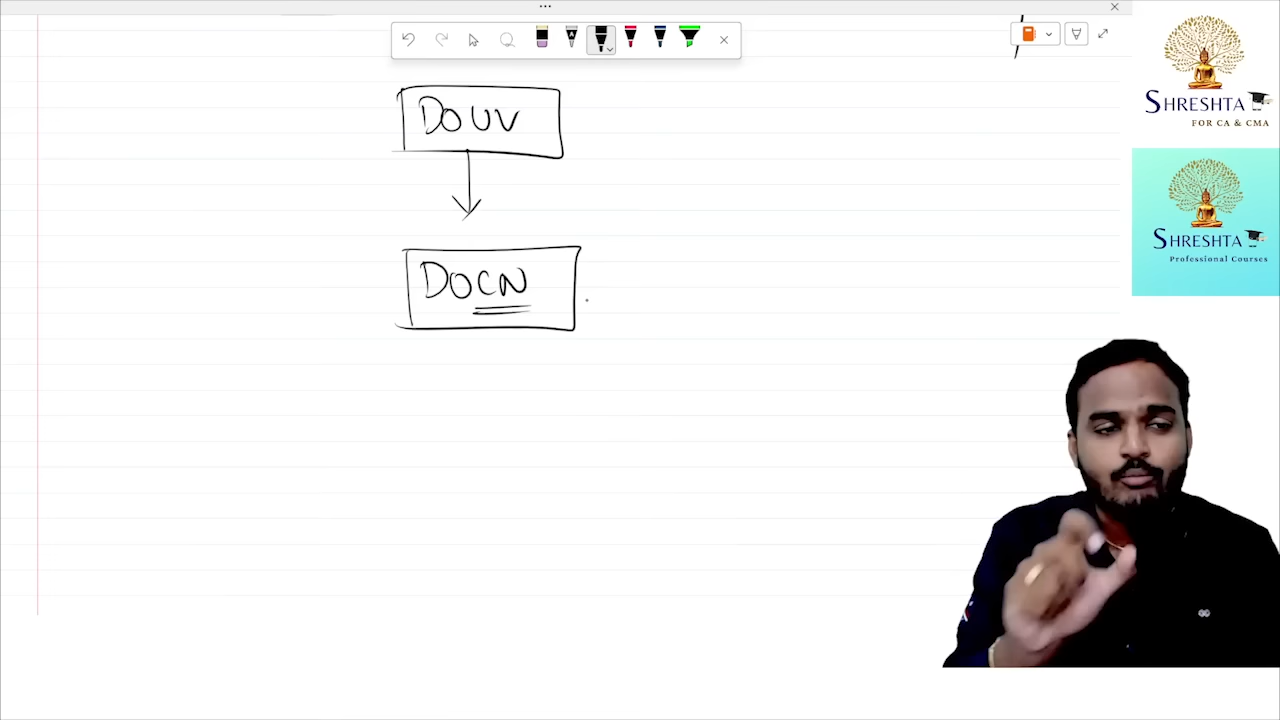 DOUV
DOCN
SHRESHTA
FOR CA & CMA
SHRESHTA
Professional Courses